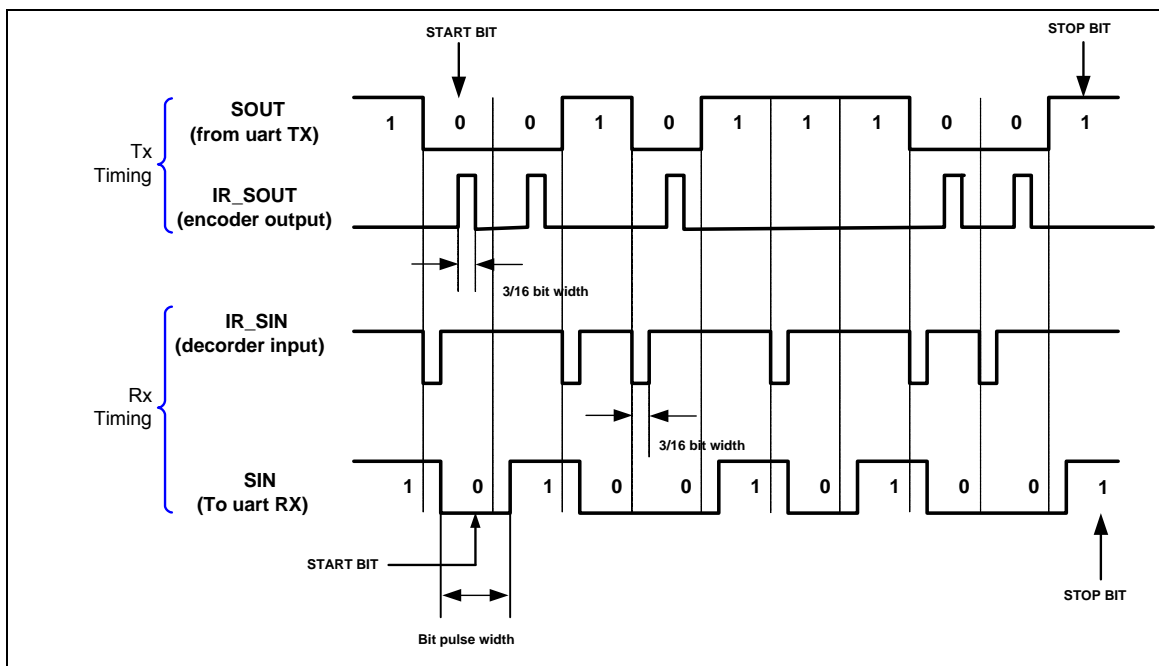 START BIT
STOP BIT
SOUT
(from uart TX)
1 0 0 1 0 1 1 1 0 0 1
Tx
Timing
IR_SOUT
(encoder output)
3/16 bit width
IR_SIN
(decorder input)
Rx
Timing
3/16 bit width
SIN
(To uart RX)
1 0 1 0 0 1 0 1 0 0 1
START BIT
STOP BIT
Bit pulse width